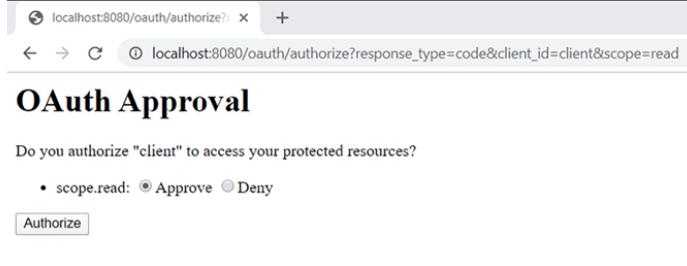 localhost:8080/oauth/authorize?
localhost:8080/oauth/authorize?response_type=code&client_id=client&scope=read
OAuth Approval
Do you authorize "client" to access your protected resources?
scope.read: Approve Deny
Authorize